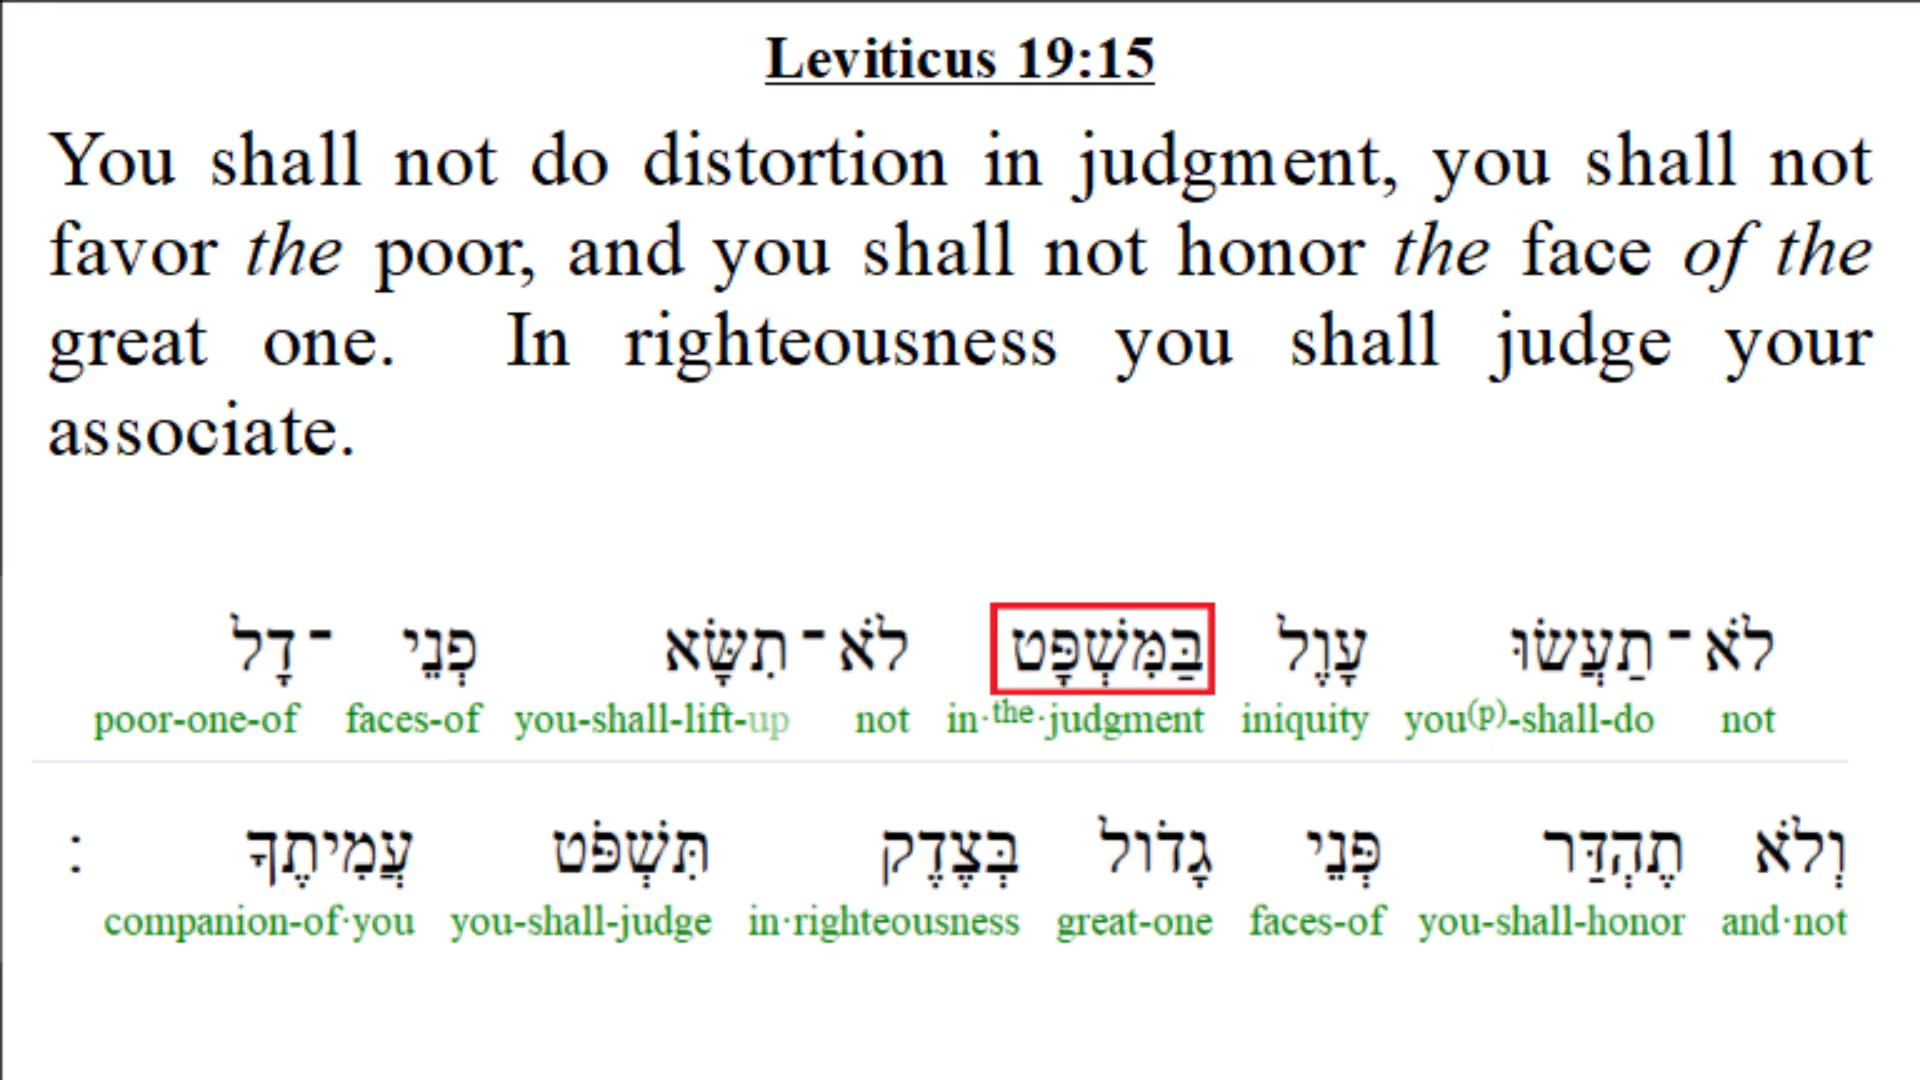 Leviticus 19:15
You shall not do distortion in judgment, you shall not
favor the poor, and you shall not honor the face of the
great one. In righteousness you shall judge your
associate.
לֹא־תַעֲשׂוּ עָוֶל בַּמִּשְׁפָּט לֹא־תִשָּׂא פְנֵי־דָל
poor-one-of faces-of you-shall-lift-up not in·the·judgment iniquity you(p)-shall-do not
וְלֹא תֶהְדַּר פְּנֵי גָדוֹל בְּצֶדֶק תִּשְׁפֹּט עֲמִיתֶךָ :
companion-of·you you-shall-judge in·righteousness great-one faces-of you-shall-honor and·not